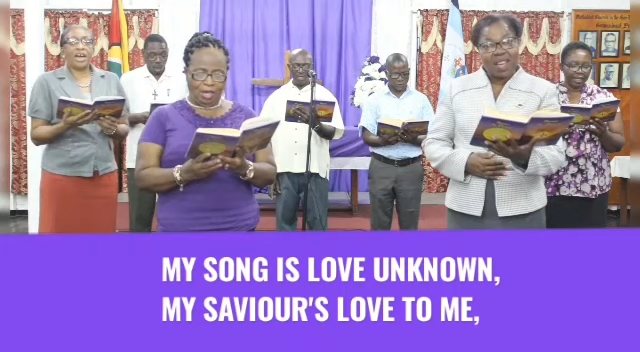 MY SONG IS LOVE UNKNOWN,
MY SAVIOUR'S LOVE TO ME,